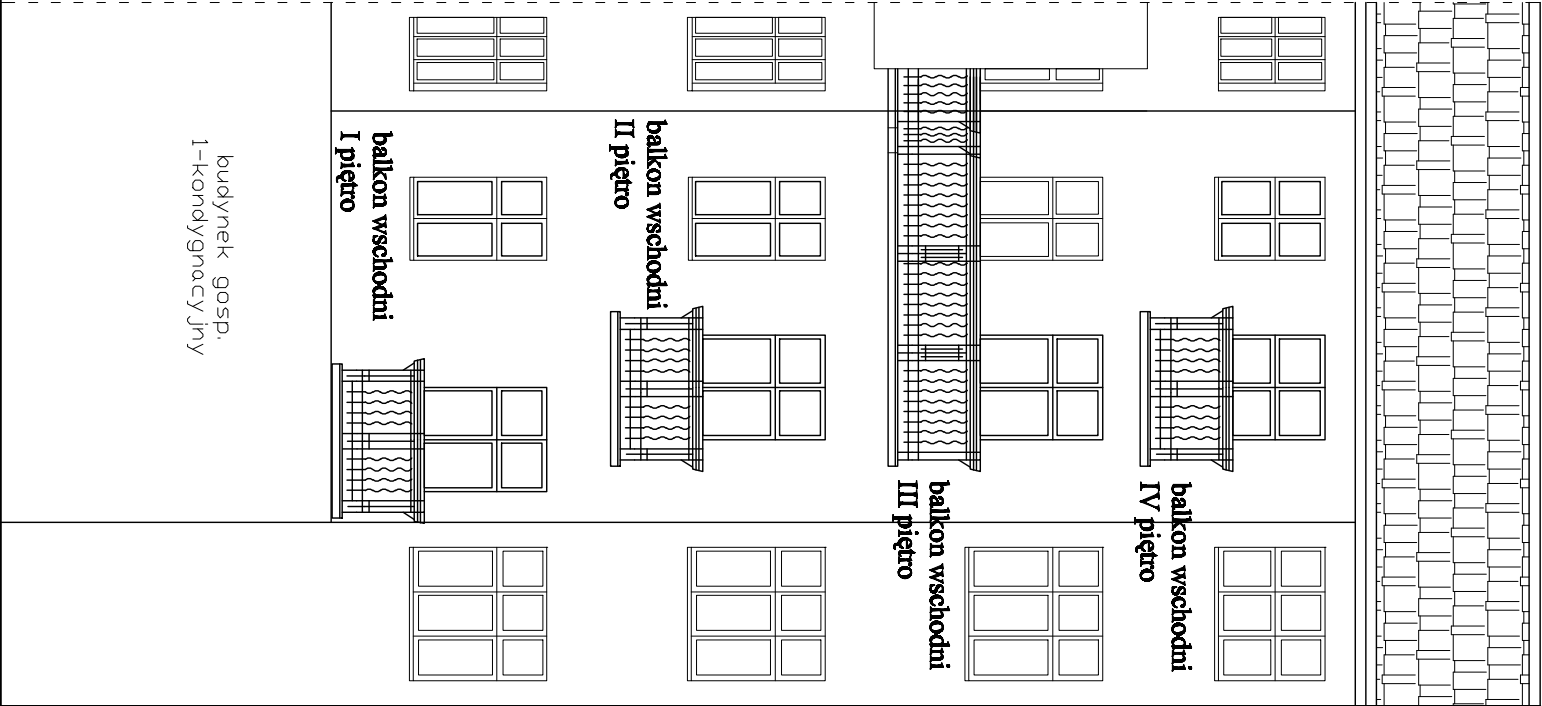 balkon wschodni
IV piętro
balkon wschodni
III piętro
balkon wschodni
II piętro
balkon wschodni
I piętro
budynek gosp.
1-kondygnacyjny